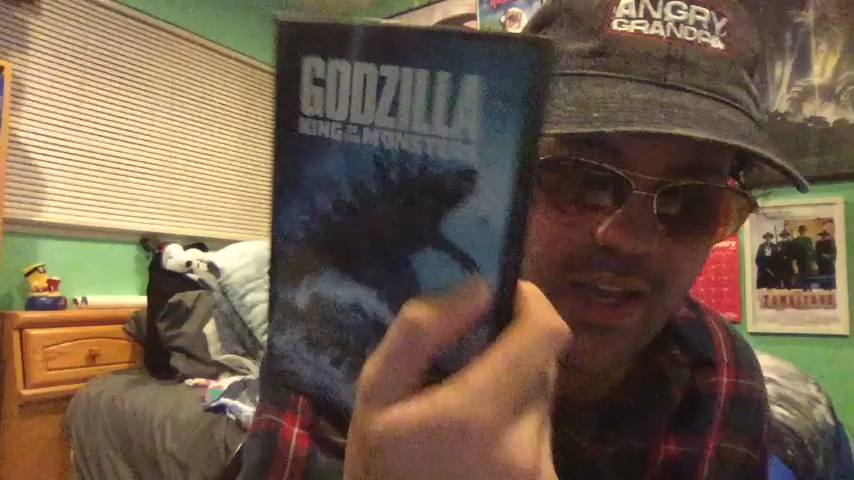 GODZILLA
KING OF THE MONSTERS
ANGRY
GRANDPA
TOMBSTONE